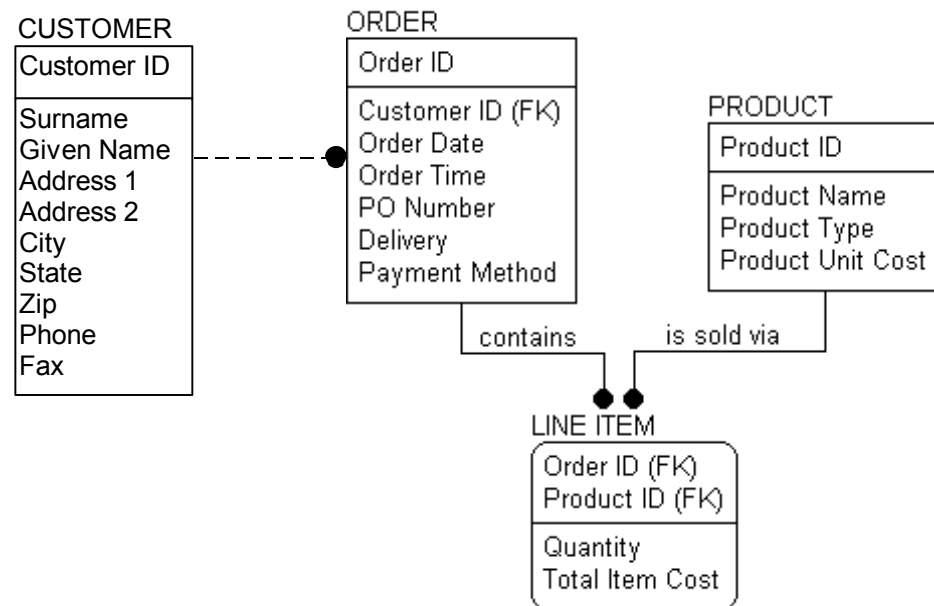 CUSTOMER
Customer ID
Surname
Given Name
Address 1
Address 2
City
State
Zip
Phone
Fax
ORDER
Order ID
Customer ID (FK)
Order Date
Order Time
PO Number
Delivery
Payment Method
PRODUCT
Product ID
Product Name
Product Type
Product Unit Cost
contains
is sold via
LINE ITEM
Order ID (FK)
Product ID (FK)
Quantity
Total Item Cost